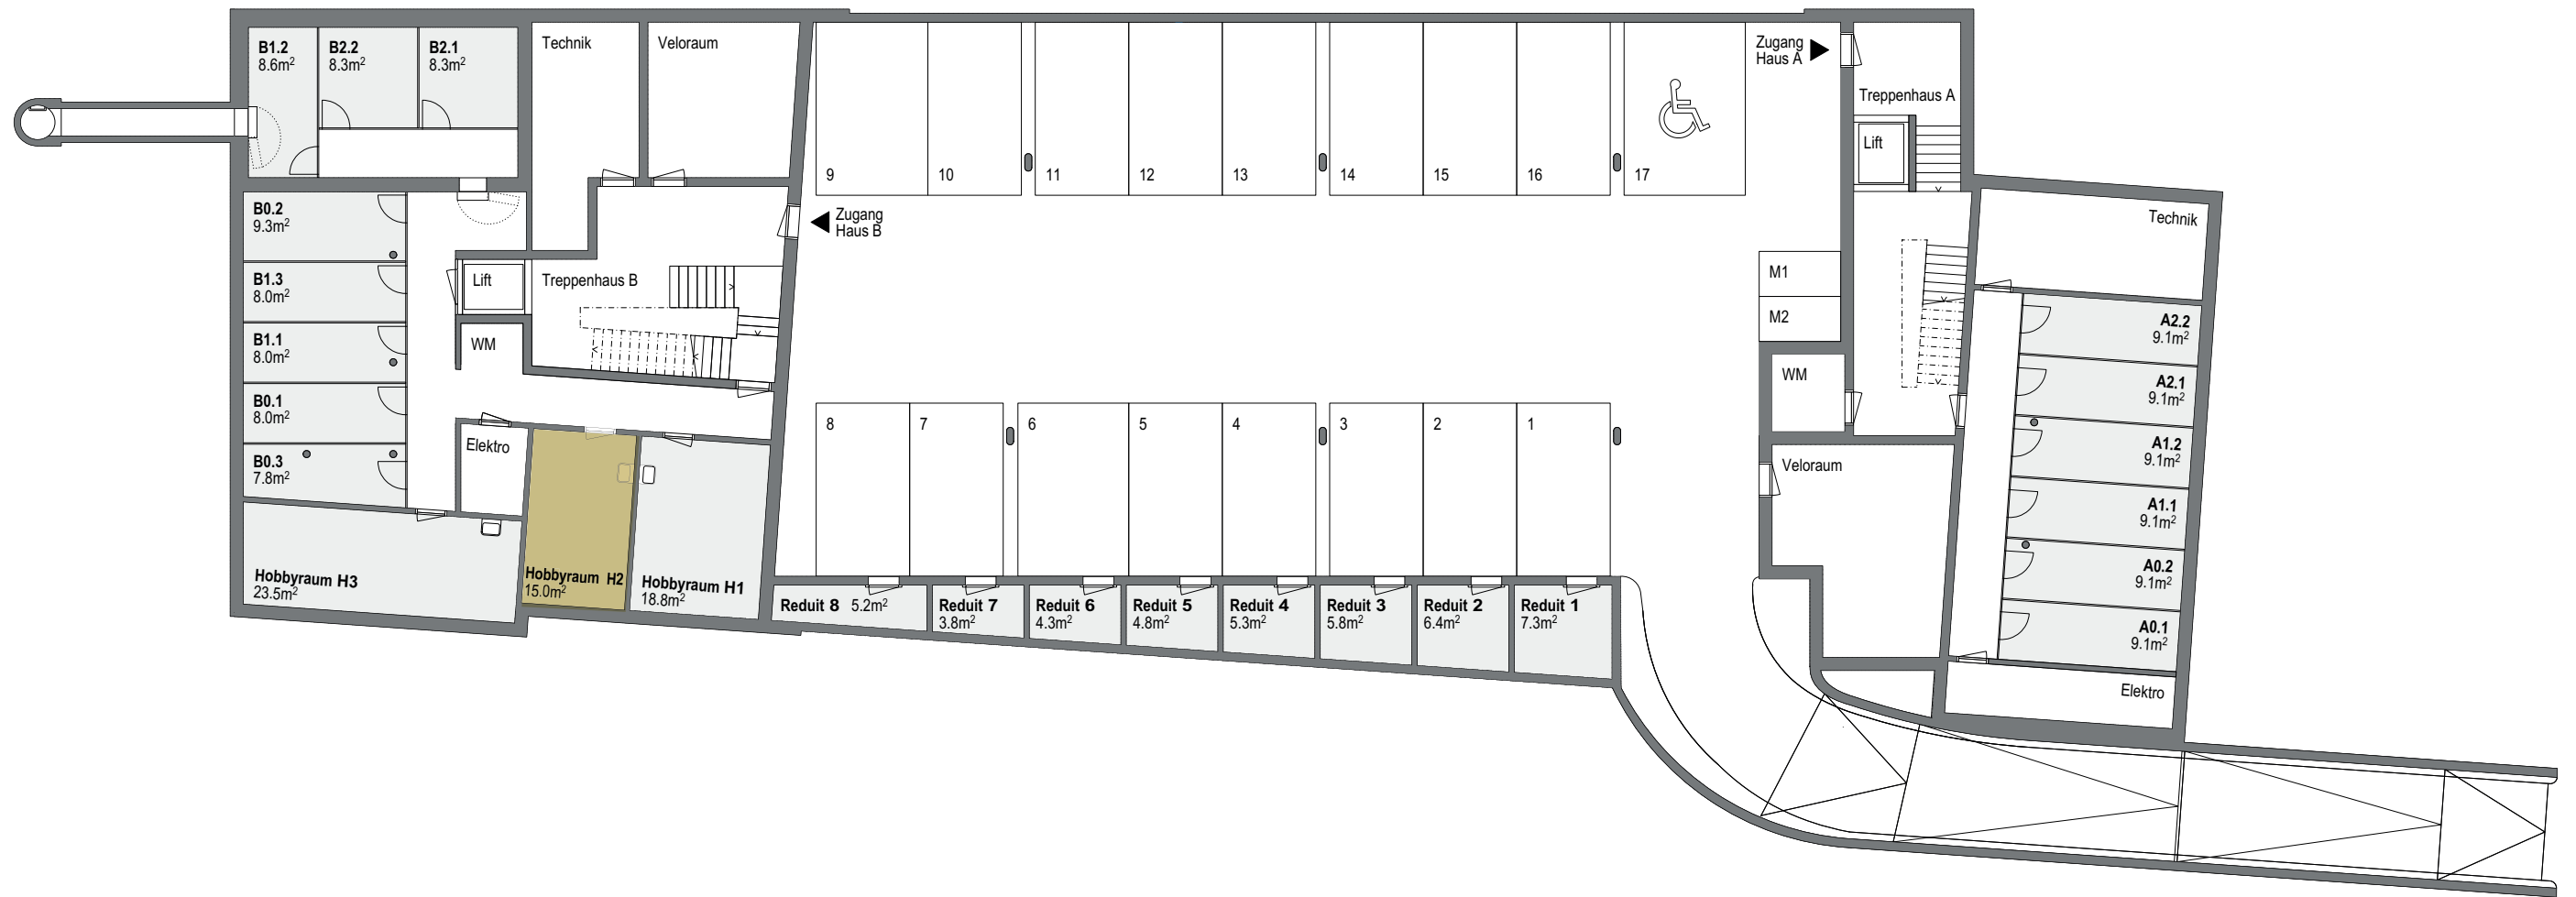 B1.2
8.6m²
B2.2
8.3m²
B2.1
8.3m²
Technik
Veloraum
9
10
11
12
13
14
15
16
17
Zugang
Haus A
Treppenhaus A
Lift
Zugang
Haus B
B0.2
9.3m²
B1.3
8.0m²
B1.1
8.0m²
B0.1
8.0m²
B0.3
7.8m²
Lift
Treppenhaus B
WM
Elektro
Hobbyraum H3
23.5m²
Hobbyraum H2
15.0m²
Hobbyraum H1
18.8m²
8
7
6
5
4
3
2
1
Reduit 8 5.2m²
Reduit 7
3.8m²
Reduit 6
4.3m²
Reduit 5
4.8m²
Reduit 4
5.3m²
Reduit 3
5.8m²
Reduit 2
6.4m²
Reduit 1
7.3m²
M1
M2
WM
Veloraum
Technik
A2.2
9.1m²
A2.1
9.1m²
A1.2
9.1m²
A1.1
9.1m²
A0.2
9.1m²
A0.1
9.1m²
Elektro